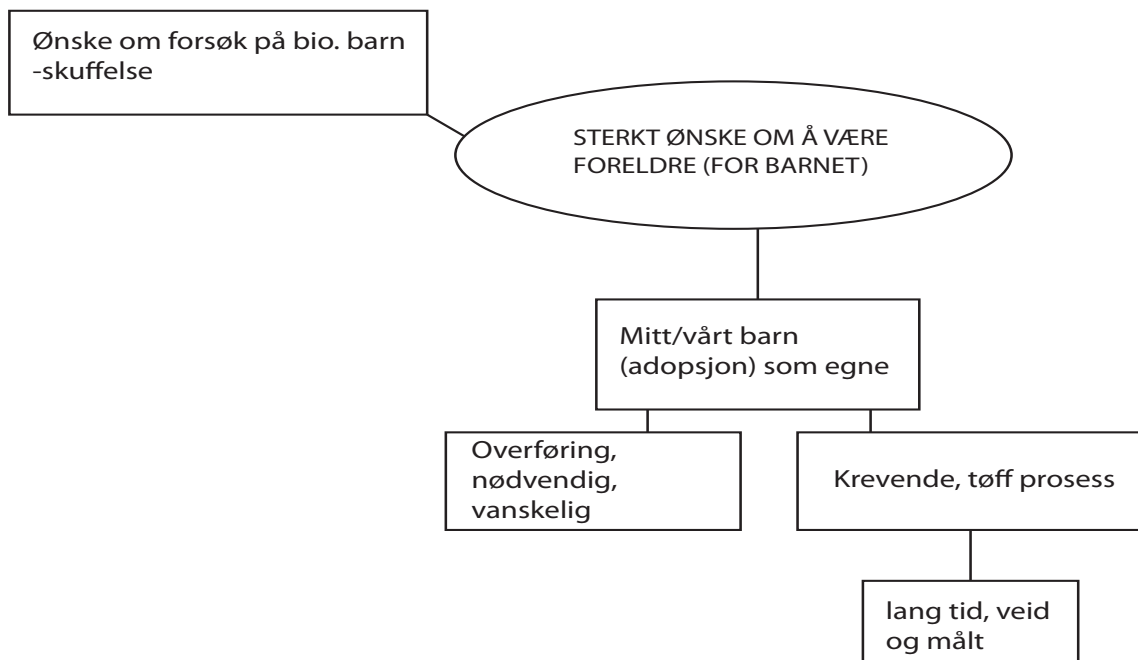 Ønske om forsøk på bio. barn
-skuffelse
STERKT ØNSKE OM Å VÆRE
FORELDRE (FOR BARNET)
Mitt/vårt barn
(adopsjon) som egne
Overføring,
nødvendig,
vanskelig
Krevende, tøff prosess
lang tid, veid
og målt